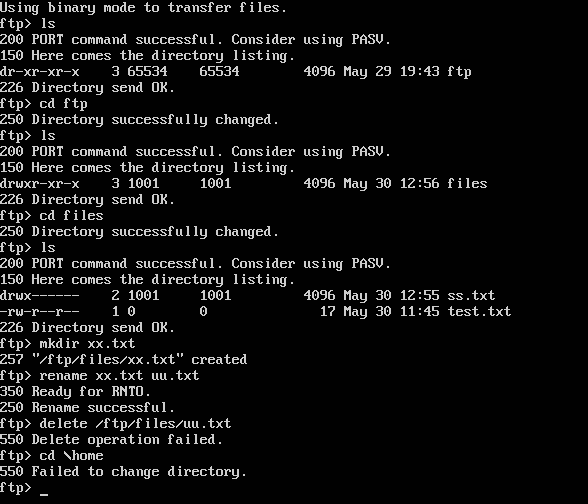 Using binary mode to transfer files.
ftp> ls
200 PORT command successful. Consider using PASV.
150 Here comes the directory listing.
dr-xr-xr-x    3 65534    65534        4096 May 29 19:43 ftp
226 Directory send OK.
ftp> cd ftp
250 Directory successfully changed.
ftp> ls
200 PORT command successful. Consider using PASV.
150 Here comes the directory listing.
drwxr-xr-x    3 1001     1001         4096 May 30 12:56 files
226 Directory send OK.
ftp> cd files
250 Directory successfully changed.
ftp> ls
200 PORT command successful. Consider using PASV.
150 Here comes the directory listing.
drwx------    2 1001     1001         4096 May 30 12:55 ss.txt
-rw-r--r--    1 0        0              17 May 30 11:45 test.txt
226 Directory send OK.
ftp> mkdir xx.txt
257 "/ftp/files/xx.txt" created
ftp> rename xx.txt uu.txt
350 Ready for RNTO.
250 Rename successful.
ftp> delete /ftp/files/uu.txt
550 Delete operation failed.
ftp> cd \home
550 Failed to change directory.
ftp> _